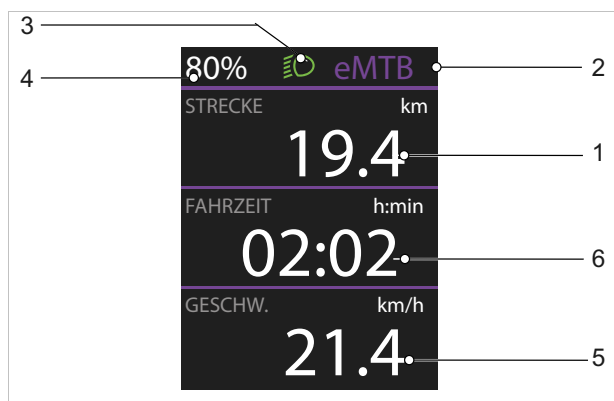 3
80% eMTB
4
2
STRECKE km
19.4
1
FAHRZEIT h:min
02:02
6
GESCHW. km/h
21.4
5